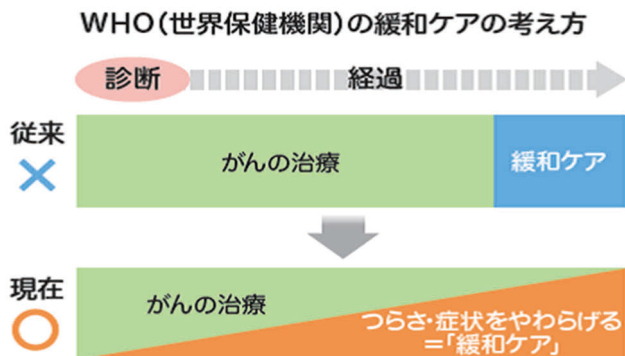 WHO(世界保健機関)の緩和ケアの考え方
診断
経過
従来
がんの治療
緩和ケア
現在
がんの治療
つらさ・症状をやわらげる
=「緩和ケア」